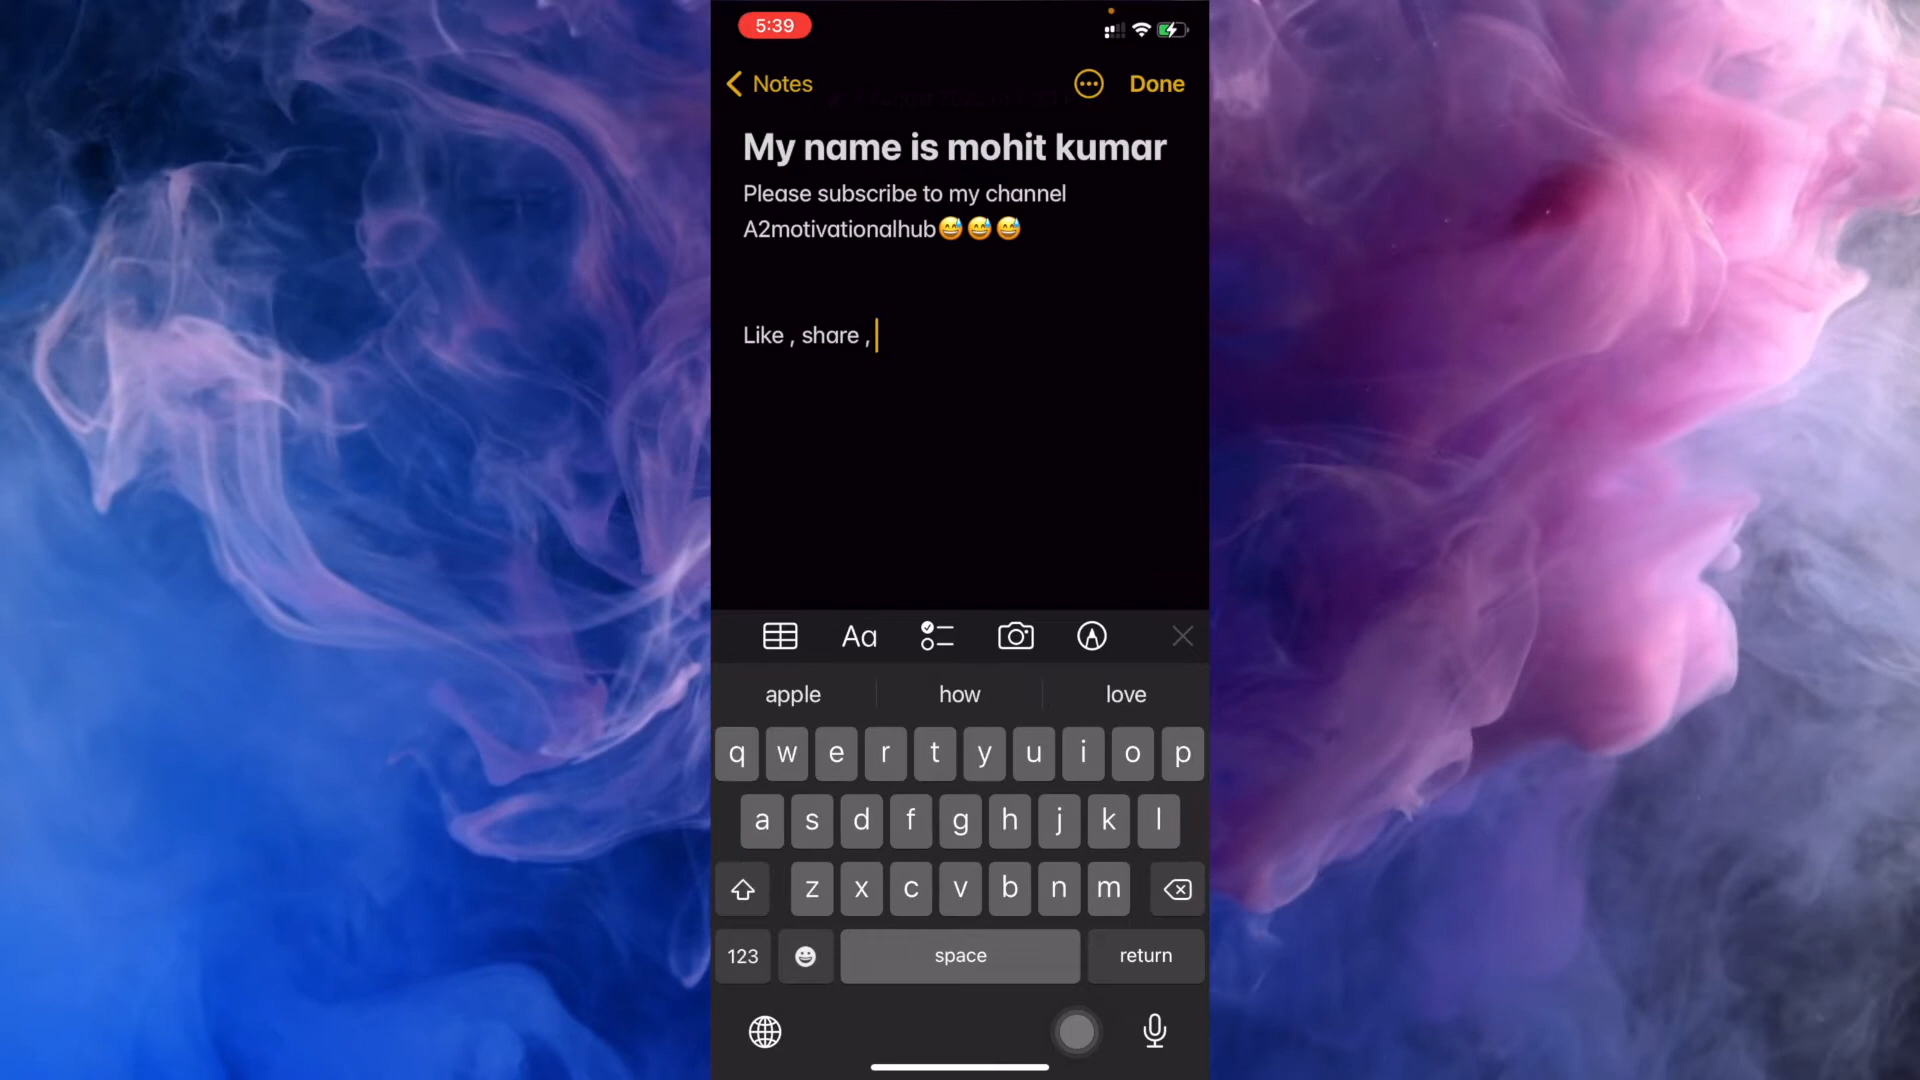 5:39
Notes
Done
My name is mohit kumar
Please subscribe to my channel
A2motivationalhub😅😅😅
Like , share ,
Aa
apple how love
q w e r t y u i o p
a s d f g h j k l
z x c v b n m
123 space return